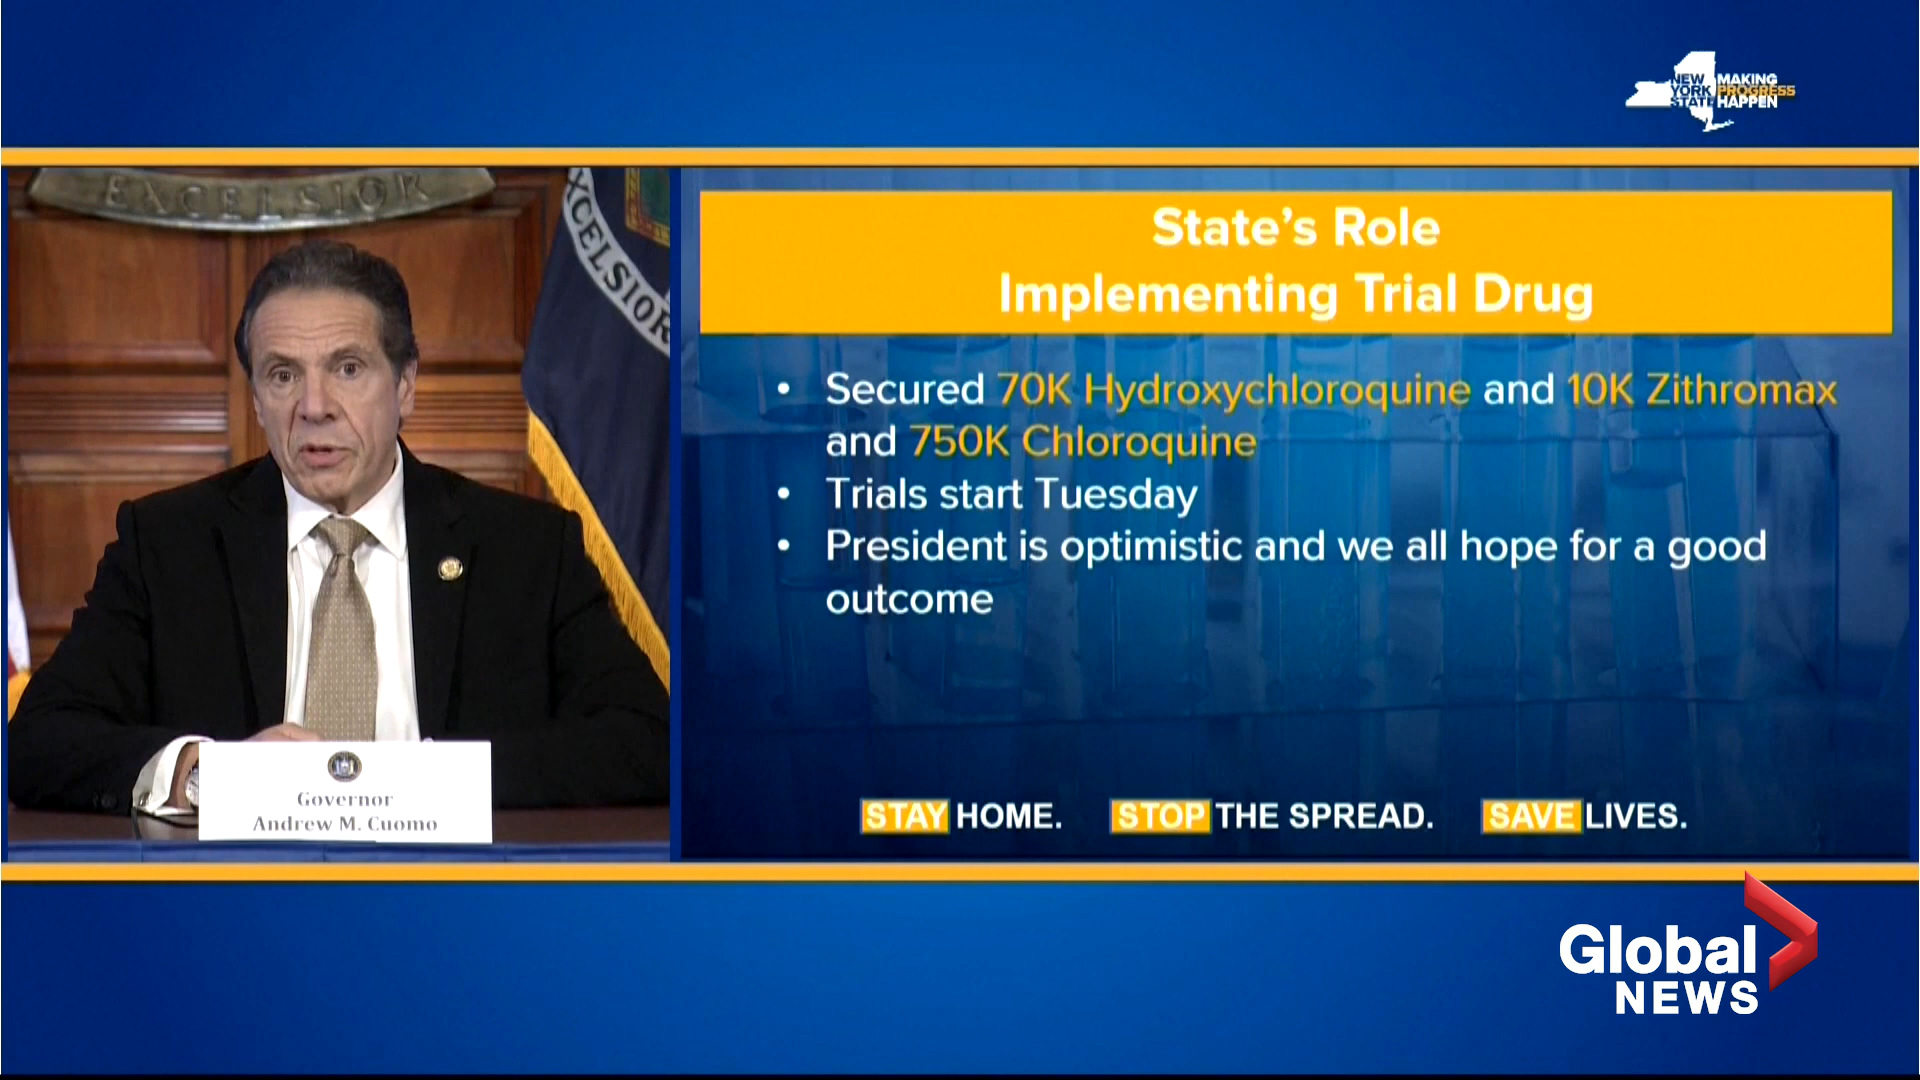 NEW
YORK
STATE
MAKING
PROGRESS
HAPPEN
EXCELSIOR
XCELSIOR
State’s Role
Implementing Trial Drug
• Secured 70K Hydroxychloroquine and 10K Zithromax
and 750K Chloroquine
• Trials start Tuesday
• President is optimistic and we all hope for a good
outcome
Governor
Andrew M. Cuomo
STAY HOME. STOP THE SPREAD. SAVE LIVES.
Global
NEWS